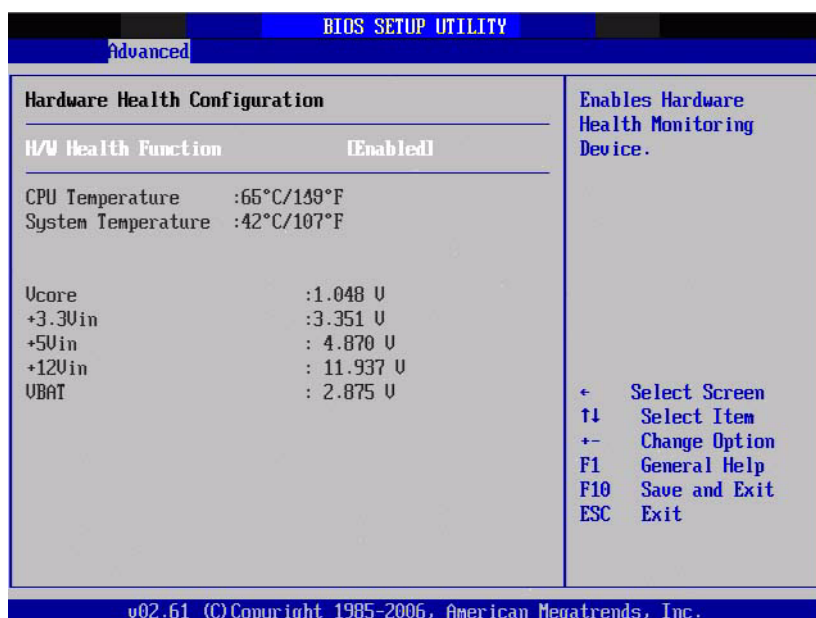 BIOS SETUP UTILITY
Advanced
Hardware Health Configuration
H/W Health Function [Enabled]
CPU Temperature :65°C/149°F
System Temperature :42°C/107°F
Vcore :1.048 V
+3.3Vin :3.351 V
+5Vin : 4.870 V
+12Vin : 11.937 V
VBAT : 2.875 V
Enables Hardware
Health Monitoring
Device.
← Select Screen
↑↓ Select Item
+- Change Option
F1 General Help
F10 Save and Exit
ESC Exit
v02.61 (C)Copyright 1985-2006, American Megatrends, Inc.